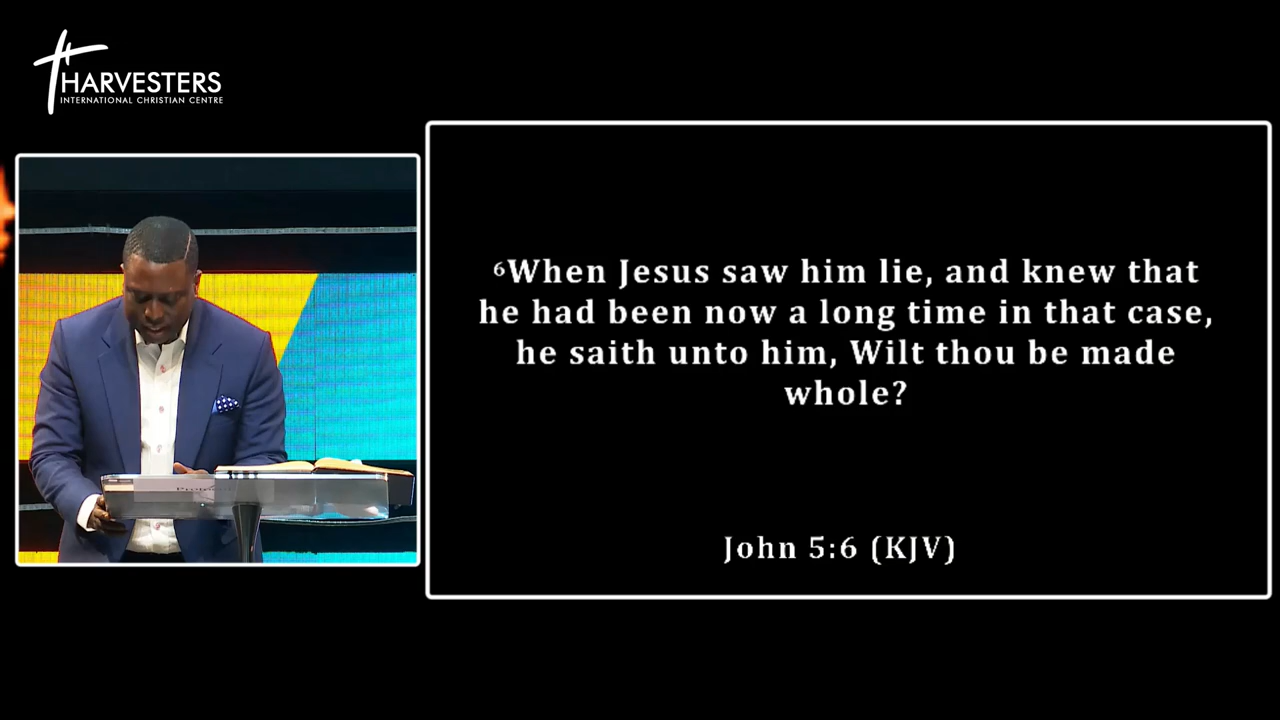 HARVESTERS
INTERNATIONAL CHRISTIAN CENTRE
⁶When Jesus saw him lie, and knew that
he had been now a long time in that case,
he saith unto him, Wilt thou be made
whole?
John 5:6 (KJV)